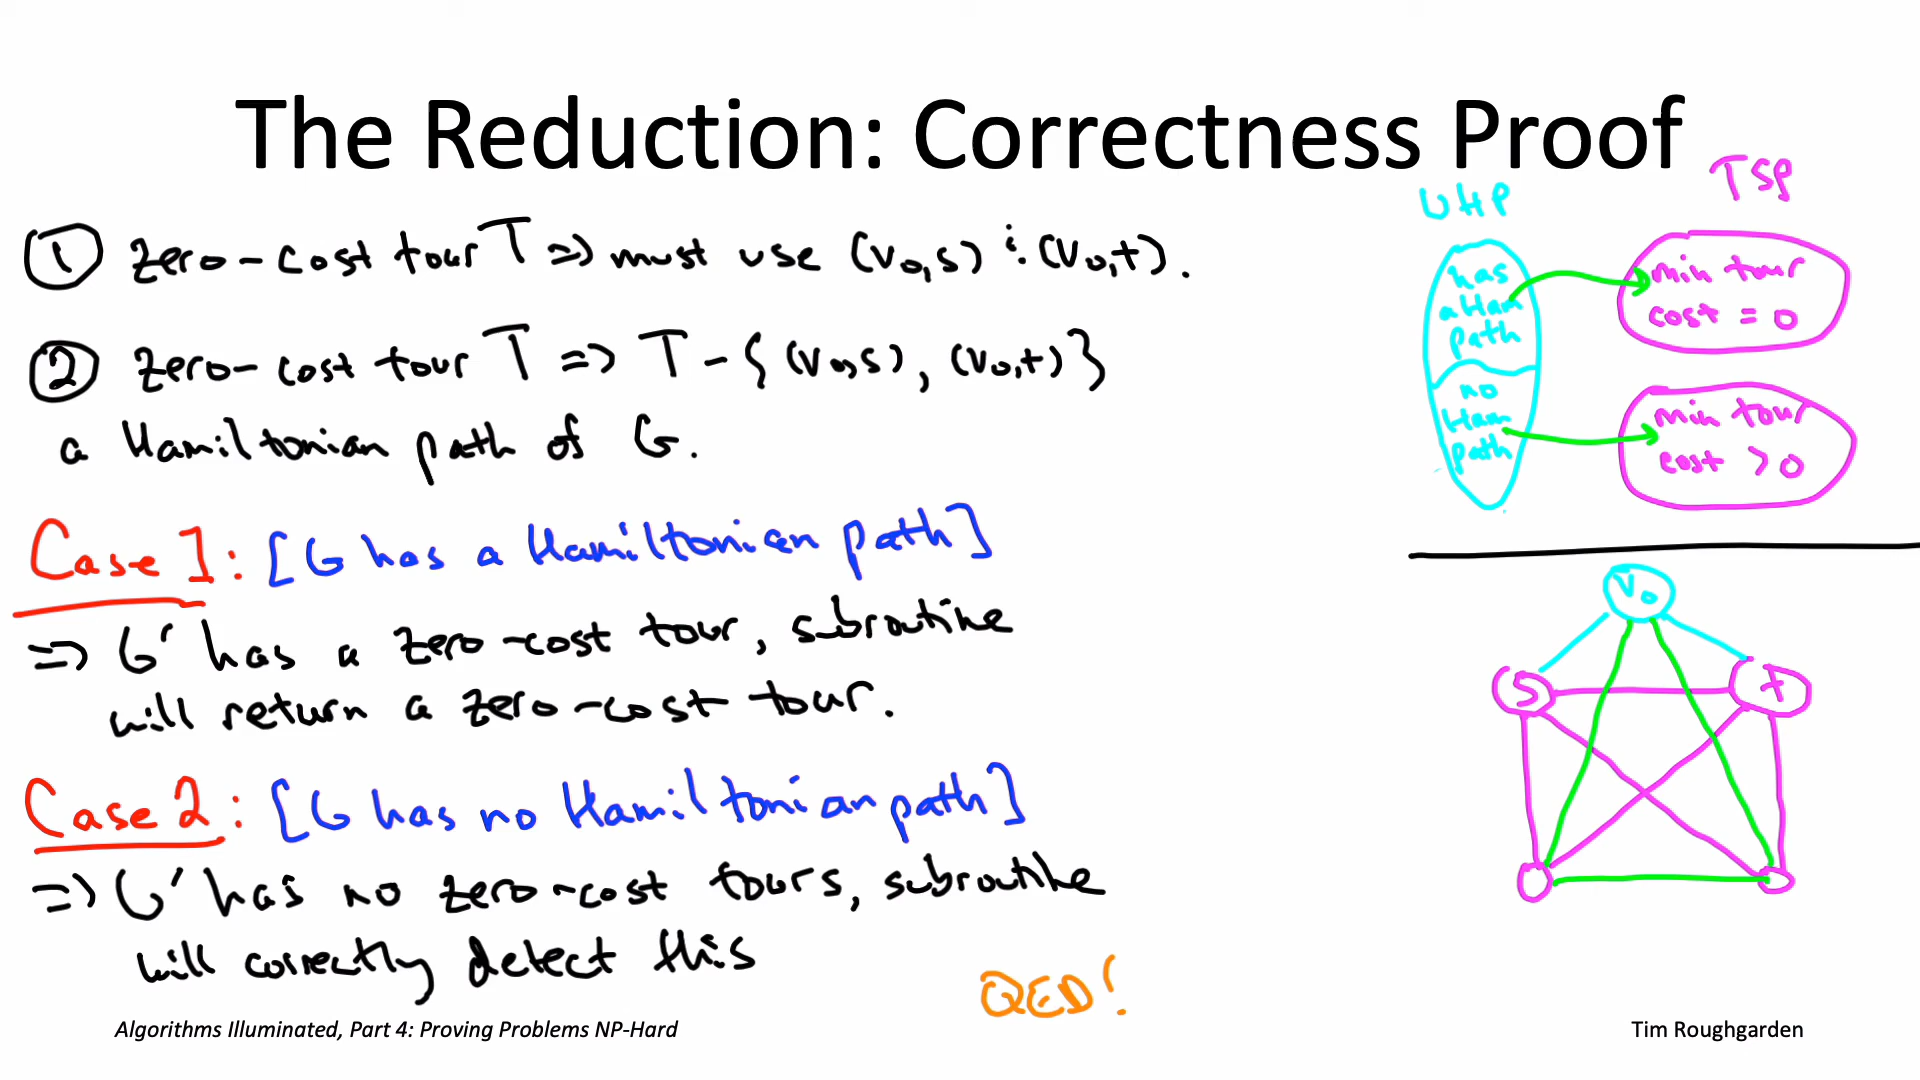 The Reduction: Correctness Proof
① Zero-cost tour T => must use (v₀,s) & (v₀,t).
② Zero-cost tour T => T - {(v₀,s), (v₀,t)}
a Hamiltonian path of G.
Case 1: [G has a Hamiltonian path]
=> G' has a zero-cost tour, subroutine
will return a zero-cost tour.
Case 2: [G has no Hamiltonian path]
=> G' has no zero-cost tours, subroutine
will correctly detect this
QED!
UHP
TSP
has
a Ham
path
no
Ham
path
min tour
cost = 0
min tour
cost > 0
v₀
s
t
Algorithms Illuminated, Part 4: Proving Problems NP-Hard
Tim Roughgarden